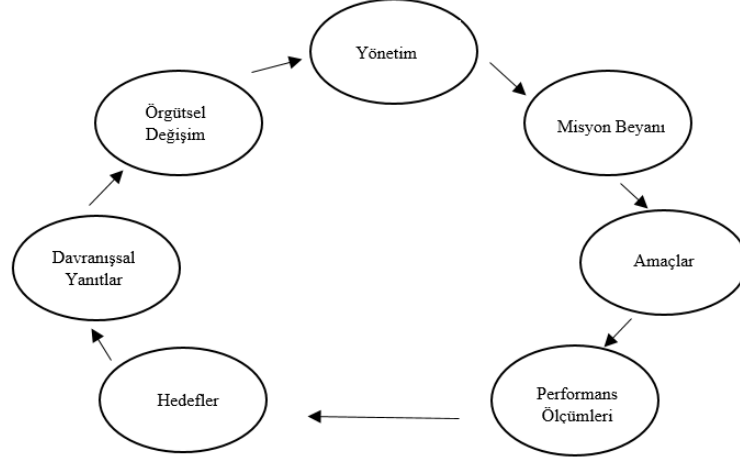 Yönetim
Misyon Beyanı
Amaçlar
Performans
Ölçümleri
Hedefler
Davranışsal
Yanıtlar
Örgütsel
Değişim